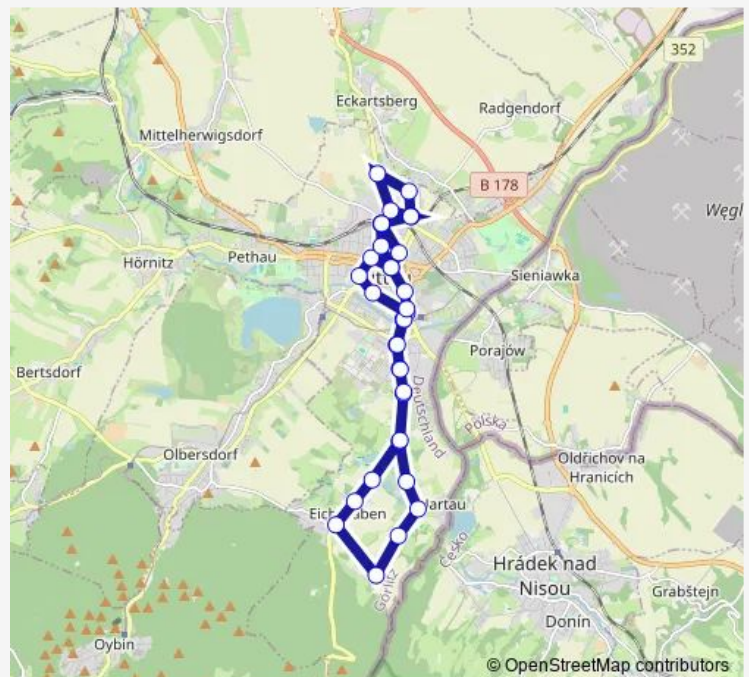 352
Eckartsberg
Radgendorf
Mittelherwigsdorf
B 178
Hörnitz
Pethau
Sieniawka
Porajów
Bertsdorf
Deutschland
Polska
Olbersdorf
Oldřichov na
Hranicích
Česko
Hrádek nad
Nisou
Grabštejn
Görlitz
Donín
Oybin
© OpenStreetMap contributors